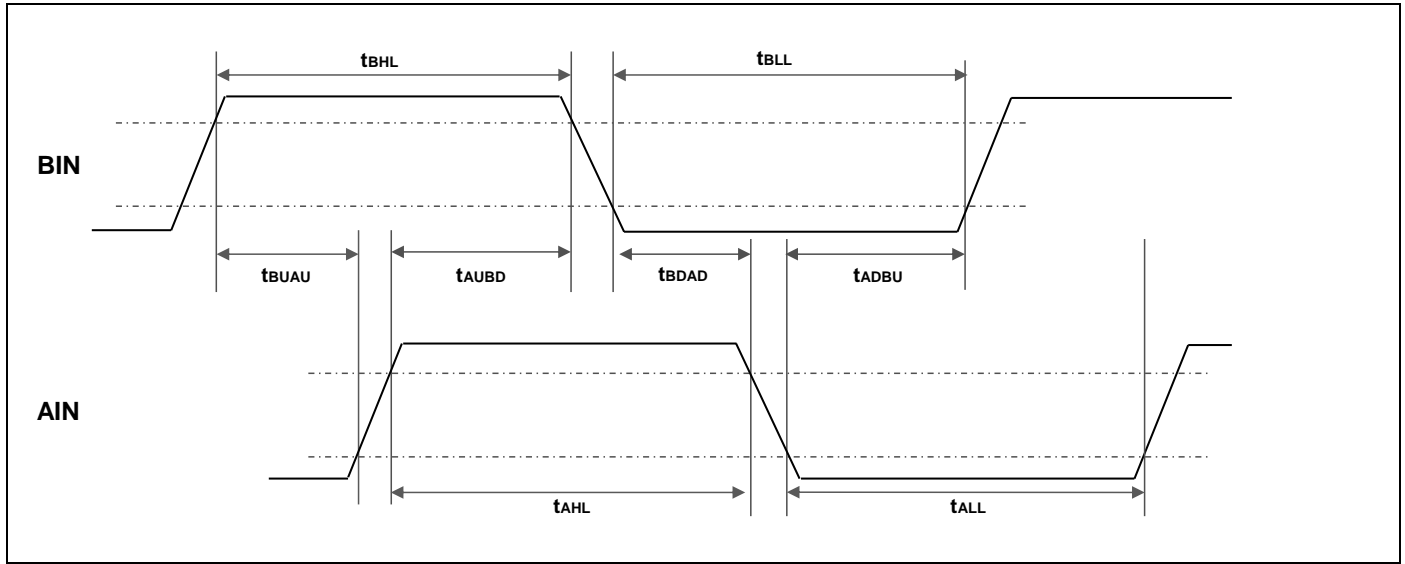 tBHL
tBLL
BIN
tBUAU
tAUBD
tBDAD
tADBU
AIN
tAHL
tALL